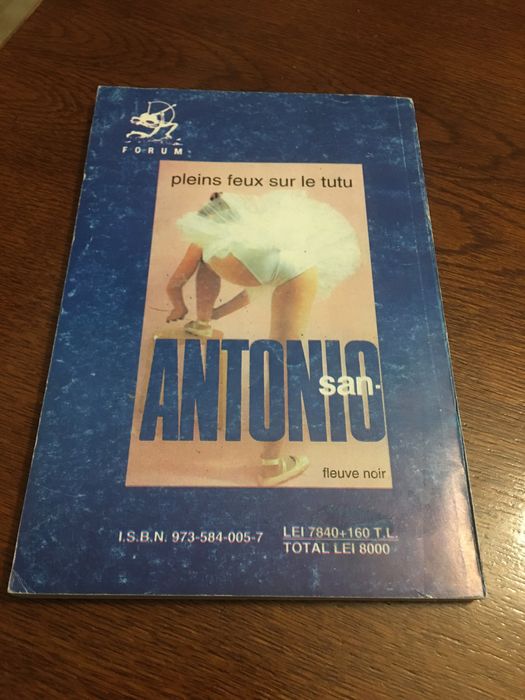 FORUM
pleins feux sur le tutu
san-
ANTONIO
fleuve noir
I.S.B.N. 973-584-005-7
LEI 7840+160 T.L.
TOTAL LEI 8000